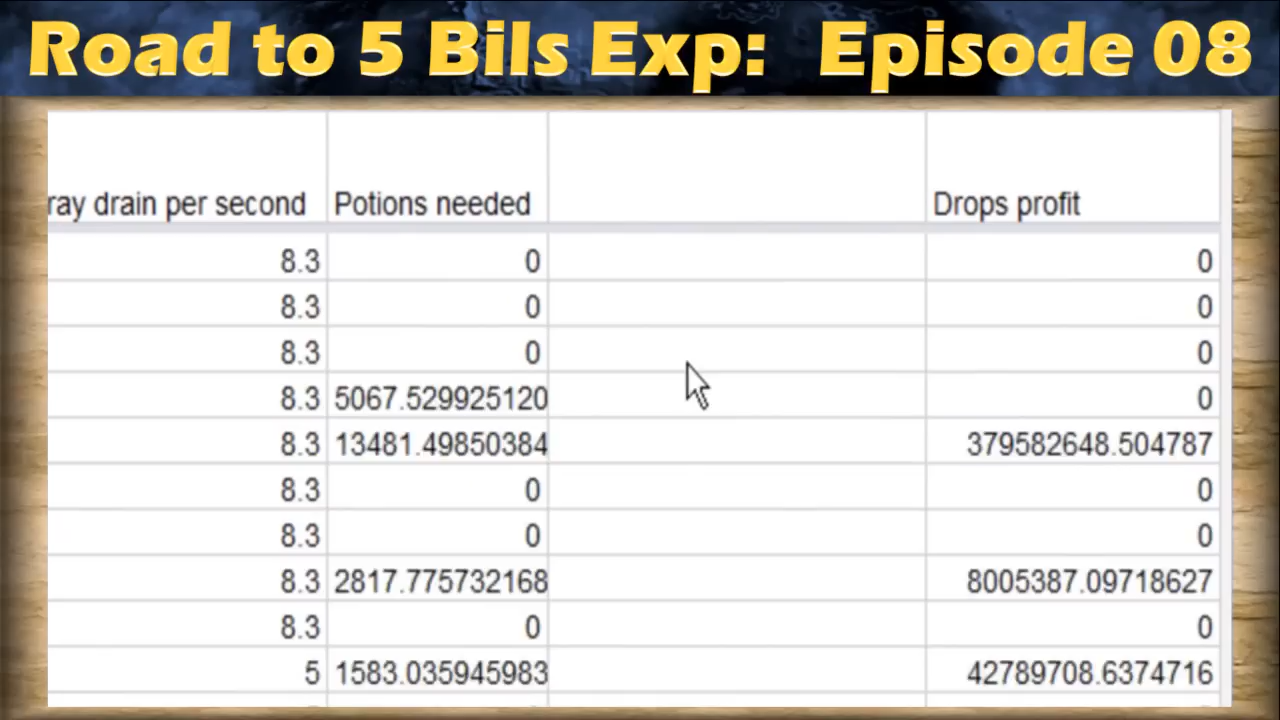 Road to 5 Bils Exp: Episode 08
ray drain per second Potions needed Drops profit
8.3 0 0
8.3 0 0
8.3 0 0
8.3 5067.529925120 0
8.3 13481.49850384 379582648.504787
8.3 0 0
8.3 0 0
8.3 2817.775732168 8005387.09718627
8.3 0 0
5 1583.035945983 42789708.6374716